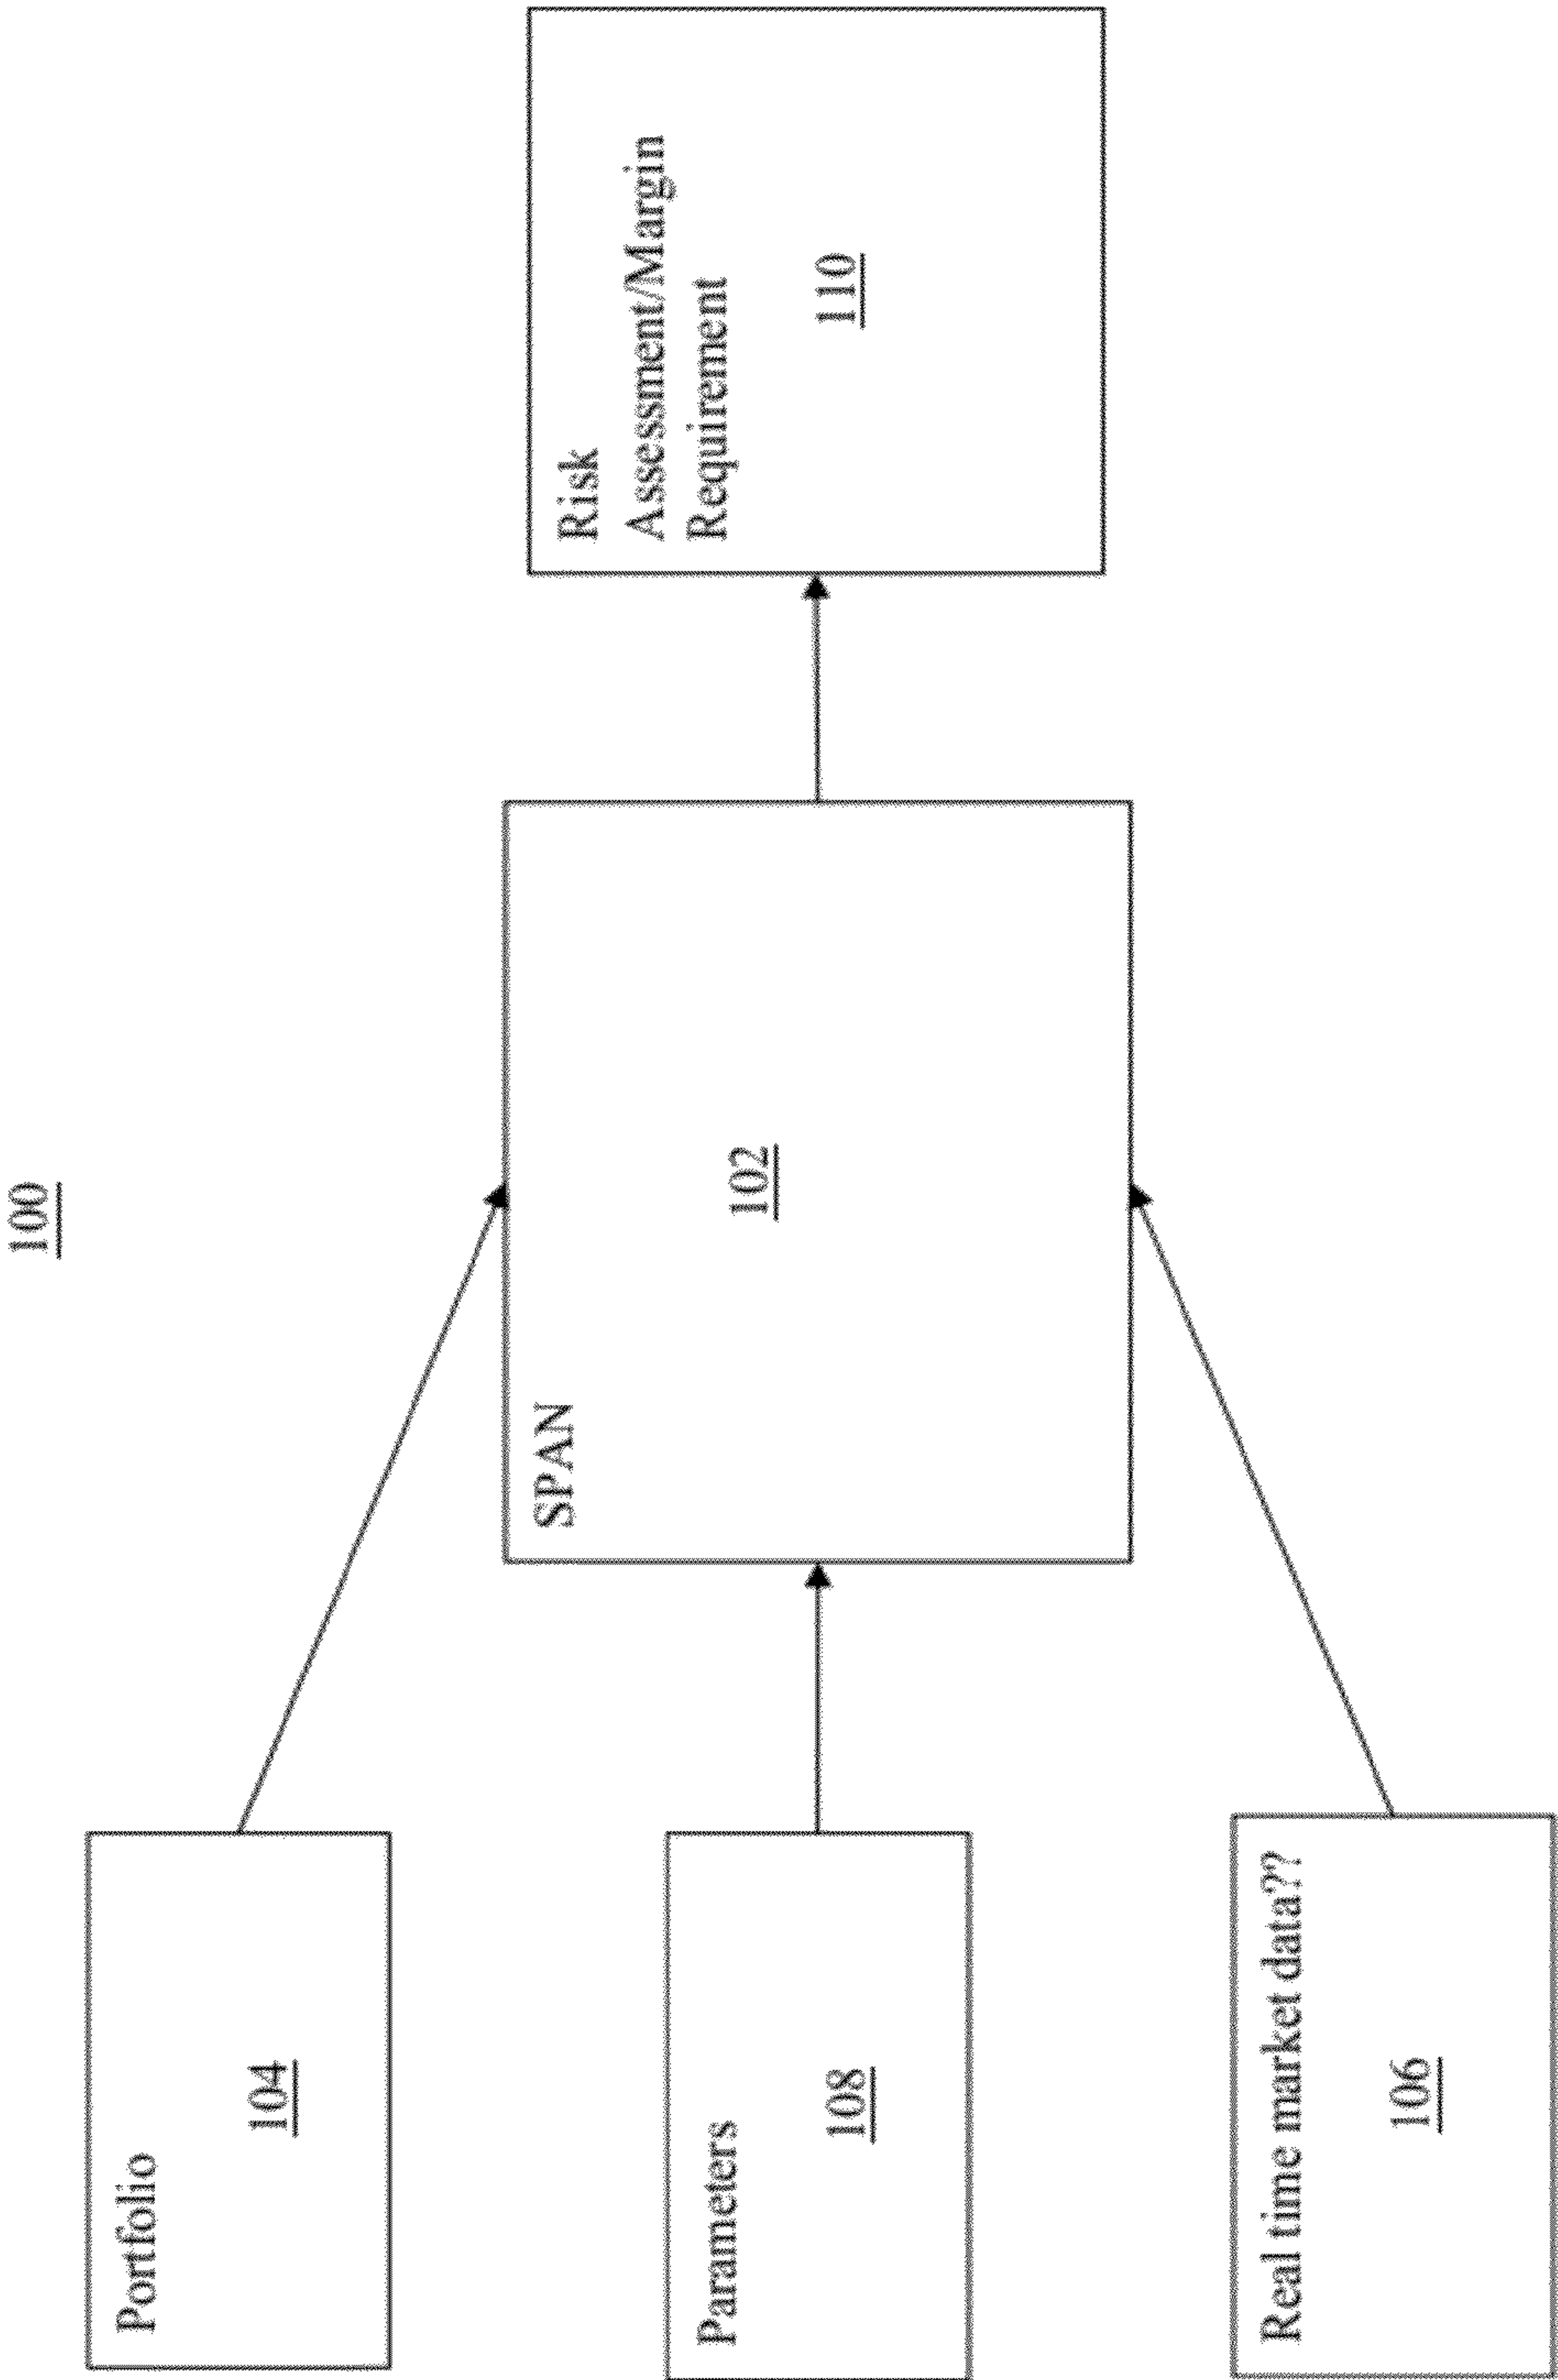 100
Portfolio
104
Parameters
108
Real time market data??
106
SPAN
102
Risk
Assessment/Margin
Requirement
110